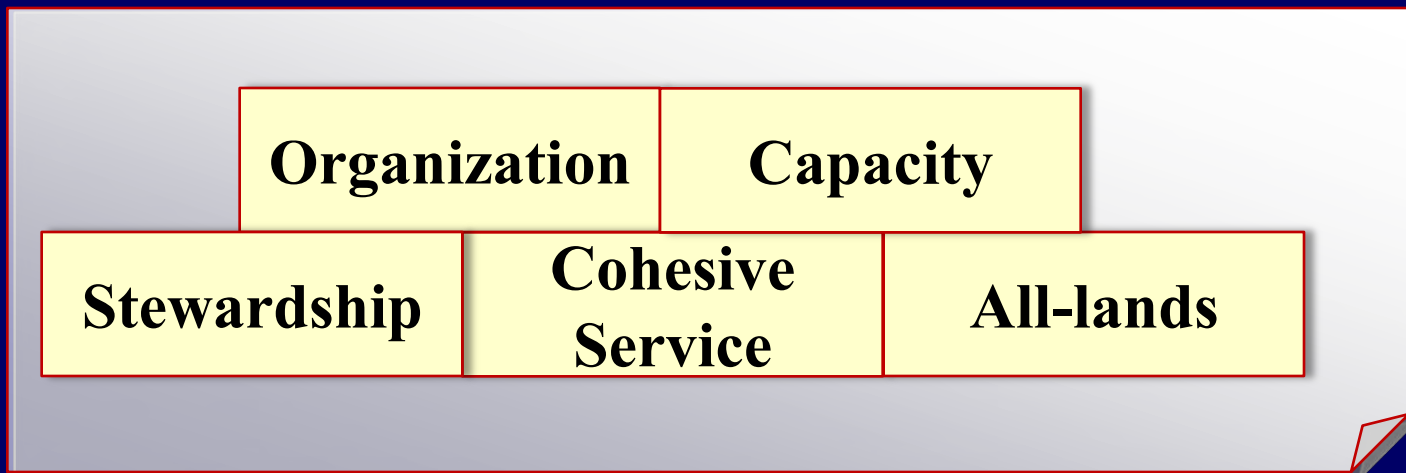 Organization
Capacity
Stewardship
Cohesive
Service
All-lands